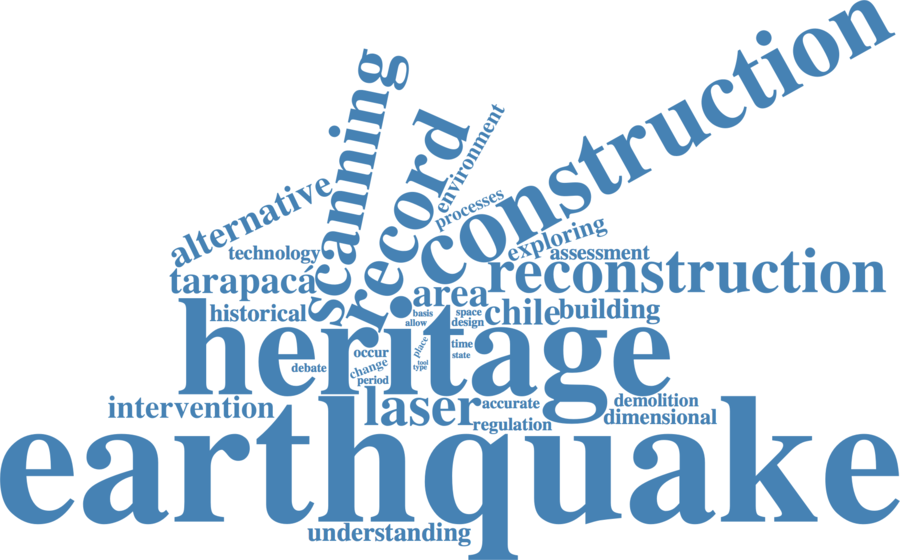 construction
scanning
record
environment
alternative
processes
exploring
technology
assessment
tarapacá
reconstruction
area
historical
basis
space
chile
building
allow
design
heritage
place
time
occur
state
debate
change
tool
type
period
intervention
laser
accurate
demolition
regulation
dimensional
earthquake
understanding